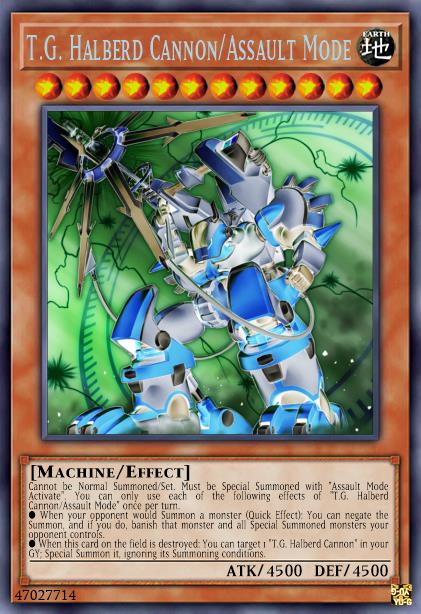 T.G. Halberd Cannon/Assault Mode
EARTH
地
[Machine/Effect]
Cannot be Normal Summoned/Set. Must be Special Summoned with "Assault Mode
Activate". You can only use each of the following effects of "T.G. Halberd
Cannon/Assault Mode" once per turn.
● When your opponent would Summon a monster (Quick Effect): You can negate the
Summon, and if you do, banish that monster and all Special Summoned monsters your
opponent controls.
● When this card on the field is destroyed: You can target 1 "T.G. Halberd Cannon" in your
GY; Special Summon it, ignoring its Summoning conditions.
ATK/4500 DEF/4500
47027714